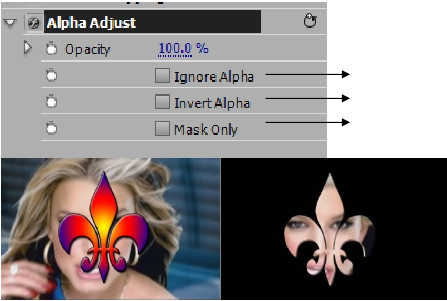 Alpha Adjust
Opacity 100.0 %
Ignore Alpha
Invert Alpha
Mask Only